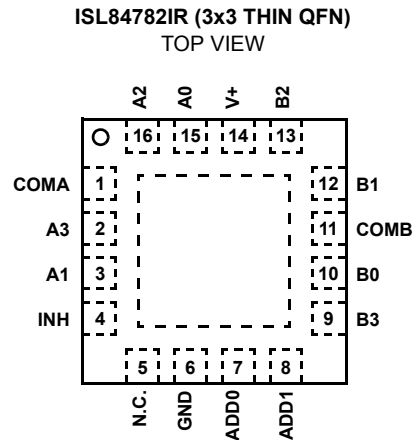 ISL84782IR (3x3 THIN QFN)
TOP VIEW
A2 A0 V+ B2
16 15 14 13
COMA 1 12 B1
A3 2 11 COMB
A1 3 10 B0
INH 4 9 B3
5 6 7 8
N.C. GND ADD0 ADD1